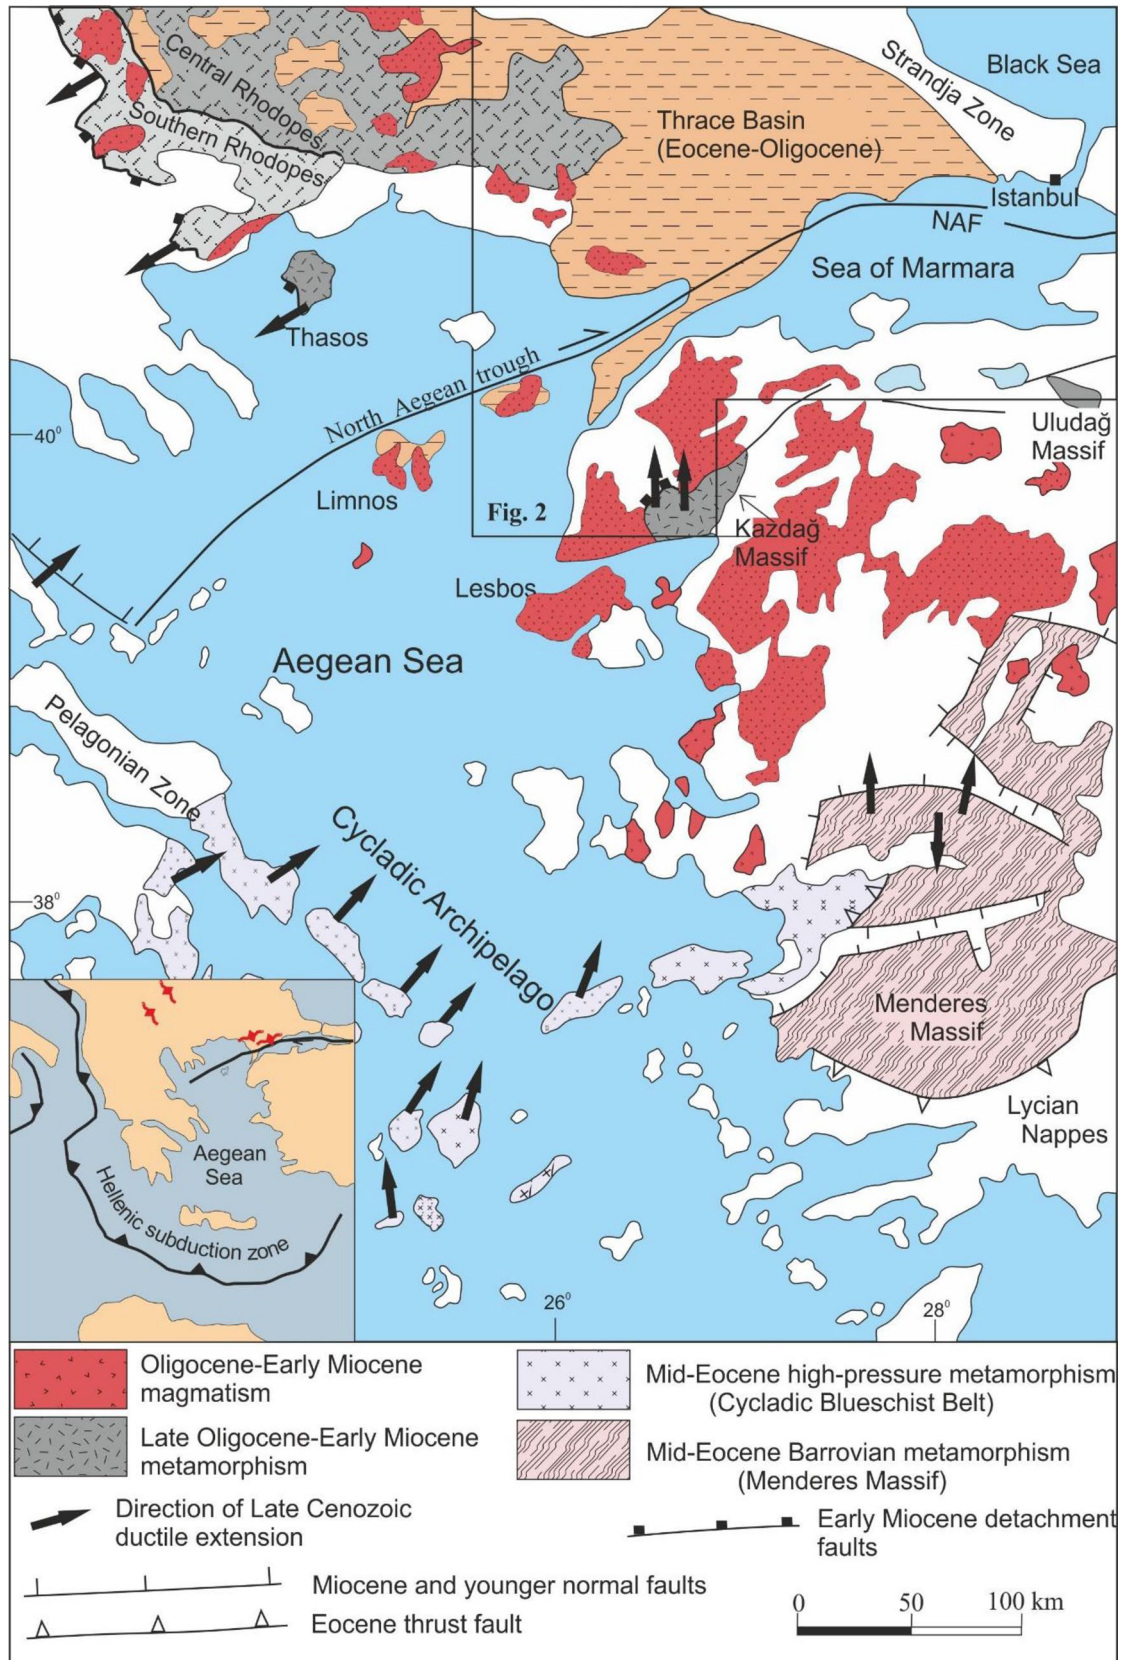 Central Rhodopes
Southern Rhodopes
Strandja Zone
Black Sea
Thrace Basin
(Eocene-Oligocene)
Istanbul
NAF
Sea of Marmara
Thasos
North Aegean trough
40⁰
Limnos
Fig. 2
Uludağ
Massif
Kazdağ
Massif
Lesbos
Aegean Sea
Pelagonian Zone
Cycladic Archipelago
38⁰
Menderes
Massif
Lycian
Nappes
Aegean
Sea
Hellenic subduction zone
26⁰
28⁰
Oligocene-Early Miocene
magmatism
Mid-Eocene high-pressure metamorphism
(Cycladic Blueschist Belt)
Late Oligocene-Early Miocene
metamorphism
Mid-Eocene Barrovian metamorphism
(Menderes Massif)
Direction of Late Cenozoic
ductile extension
Early Miocene detachment
faults
Miocene and younger normal faults
Eocene thrust fault
0 50 100 km